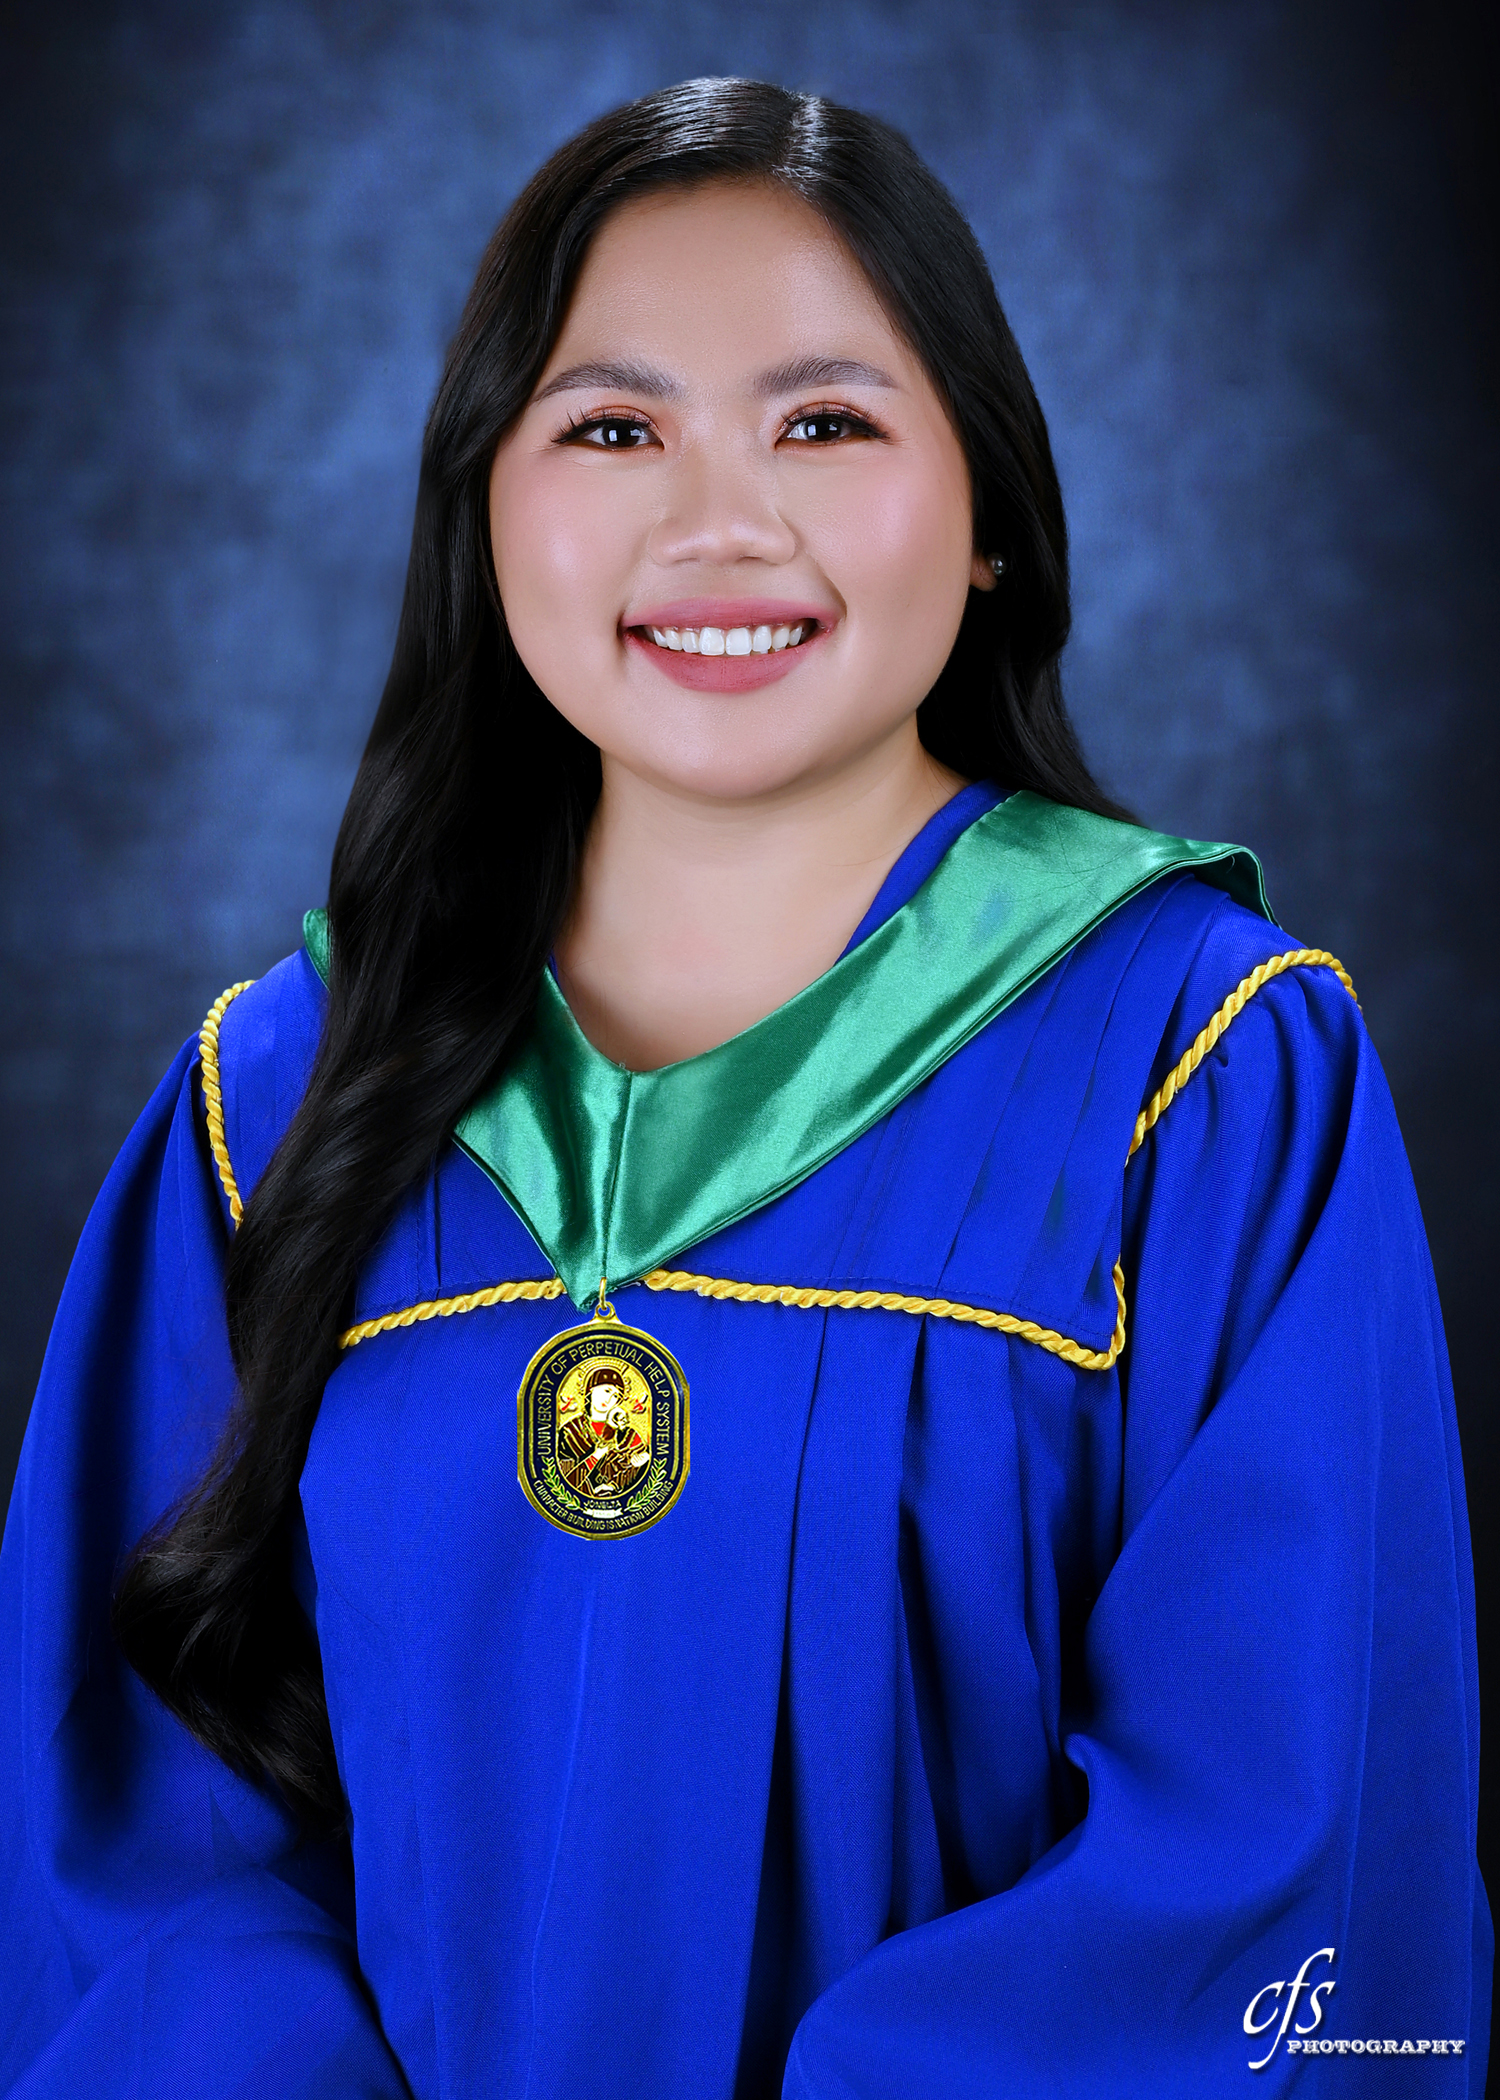 UNIVERSITY OF PERPETUAL HELP SYSTEM
JONELTA
CHARACTER BUILDING IS NATION BUILDING
cfs
PHOTOGRAPHY